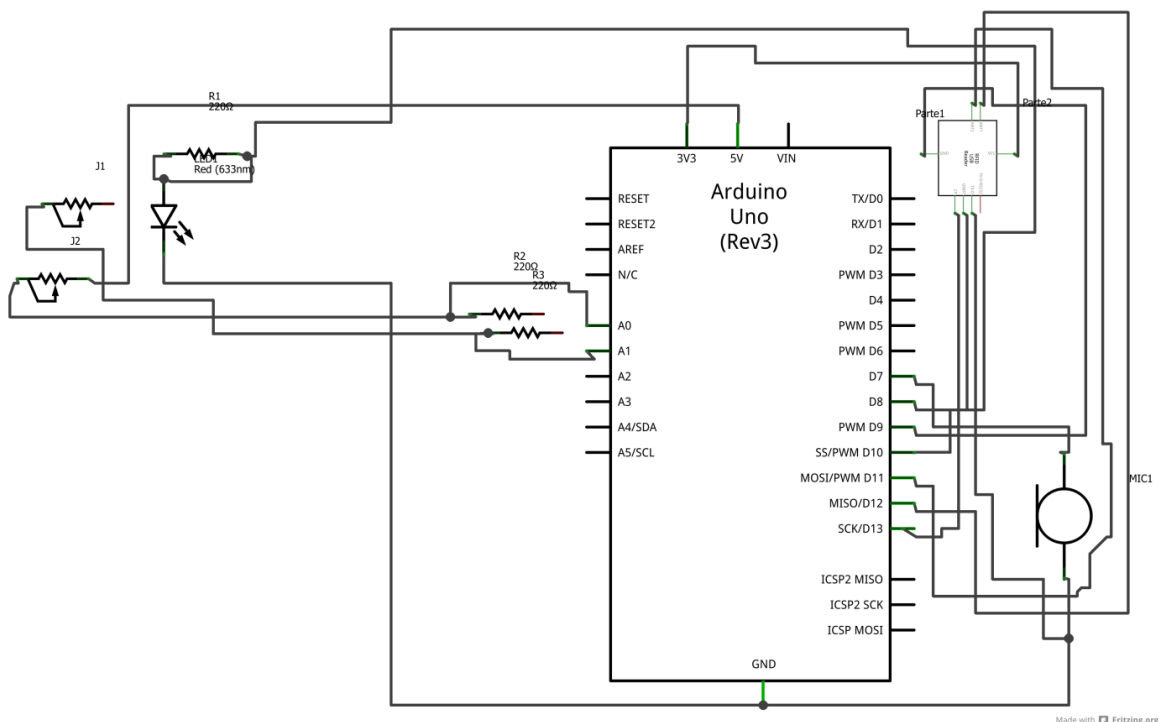 R1
220Ω
J1
LED1
Red (633nm)
J2
R2
220Ω
R3
220Ω
3V3
5V
VIN
Arduino
Uno
(Rev3)
RESET
RESET2
AREF
N/C
A0
A1
A2
A3
A4/SDA
A5/SCL
TX/D0
RX/D1
D2
PWM D3
D4
PWM D5
PWM D6
D7
D8
PWM D9
SS/PWM D10
MOSI/PWM D11
MISO/D12
SCK/D13
ICSP2 MISO
ICSP2 SCK
ICSP MOSI
GND
Parte1
Parte2
RFID
USB
Reader
MIC1
Made with Fritzing.org